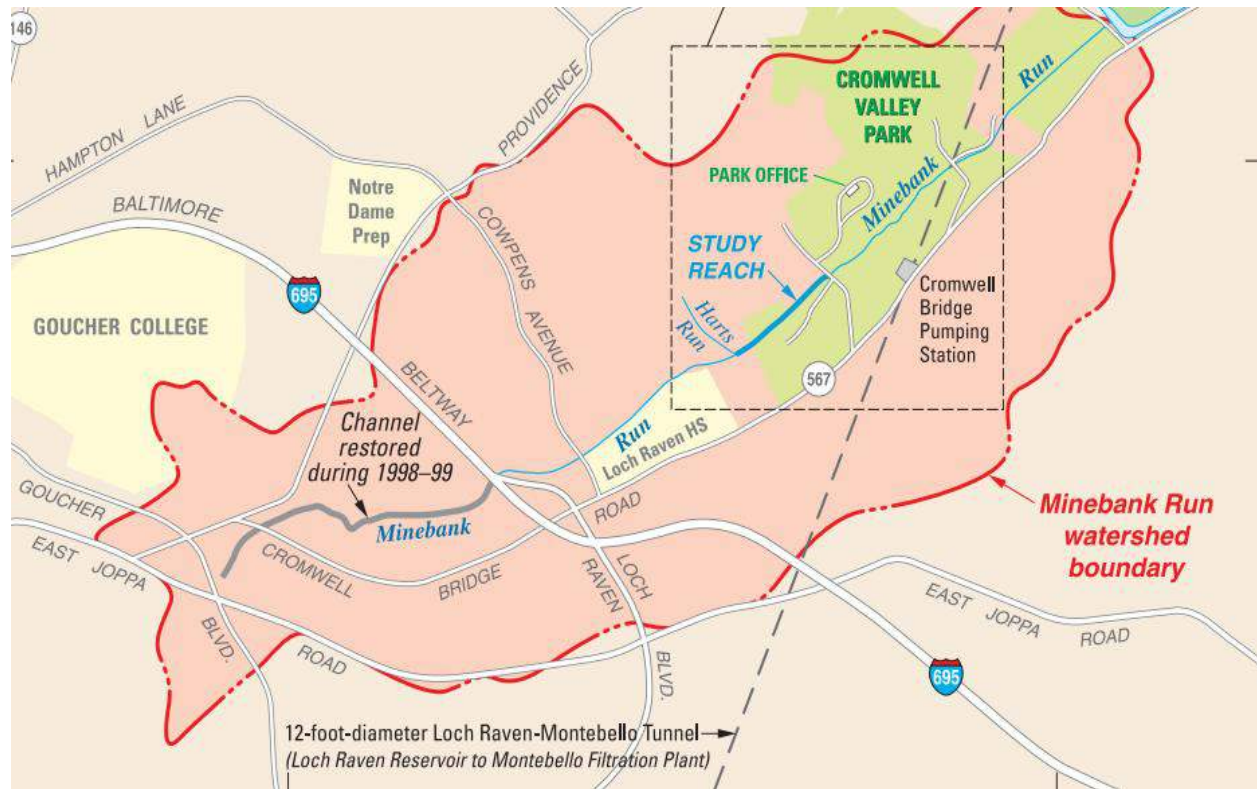 146
HAMPTON LANE
PROVIDENCE
CROMWELL
VALLEY
PARK
Run
Notre
Dame
Prep
PARK OFFICE
Minebank
BALTIMORE
COWPENS
AVENUE
STUDY
REACH
695
GOUCHER COLLEGE
Harts
Run
Cromwell
Bridge
Pumping
Station
BELTWAY
567
Channel
restored
during 1998–99
Run
Loch Raven HS
GOUCHER
BLVD.
Minebank
ROAD
Minebank Run
watershed
boundary
EAST JOPPA
ROAD
CROMWELL
BRIDGE
LOCH
RAVEN
BLVD.
EAST JOPPA
ROAD
695
12-foot-diameter Loch Raven-Montebello Tunnel
(Loch Raven Reservoir to Montebello Filtration Plant)